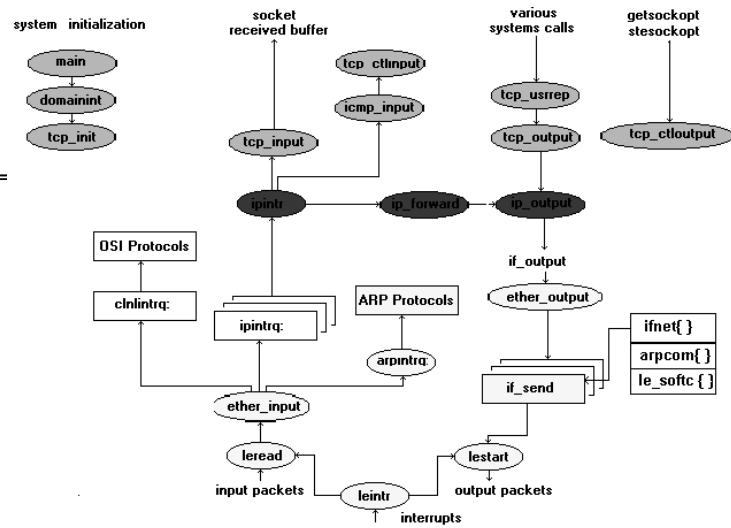 system initialization
socket
received buffer
various
systems calls
getsockopt
stesockopt
main
domainint
tcp_init
tcp_ctlinput
icmp_input
tcp_input
tcp_usrrep
tcp_output
tcp_ctloutput
ipintr
ip_forward
ip_output
OSI Protocols
clnlintrq:
ipintrq:
ARP Protocols
arpintrq:
if_output
ether_output
ifnet{ }
arpcom{ }
le_softc { }
if_send
ether_input
leread
lestart
input packets
leintr
output packets
interrupts